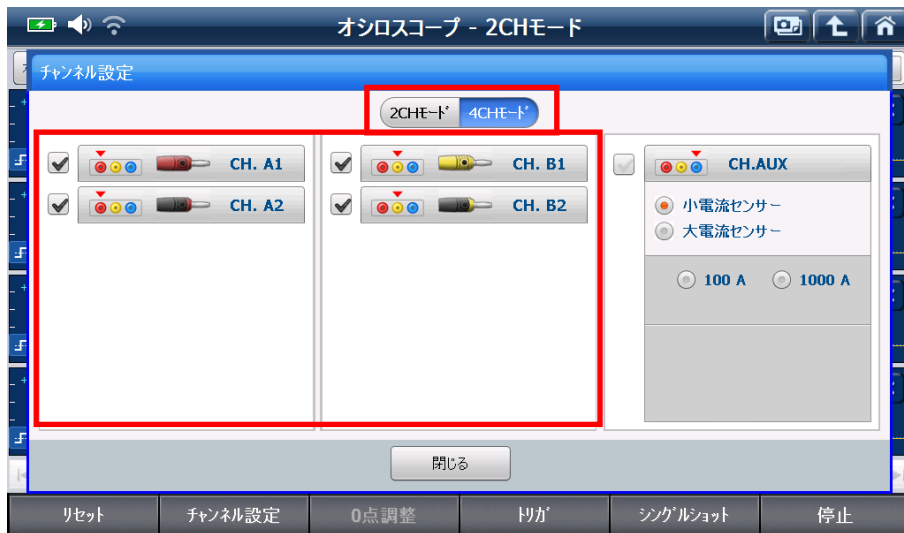 オシロスコープ - 2CHモード
チャンネル設定
2CHﾓｰﾄﾞ 4CHﾓｰﾄﾞ
CH. A1
CH. A2
CH. B1
CH. B2
CH.AUX
小電流センサー
大電流センサー
100 A 1000 A
閉じる
ﾘｾｯﾄ チャンネル設定 0点調整 ﾄﾘｶﾞ ｼﾝｸﾞﾙｼｮｯﾄ 停止